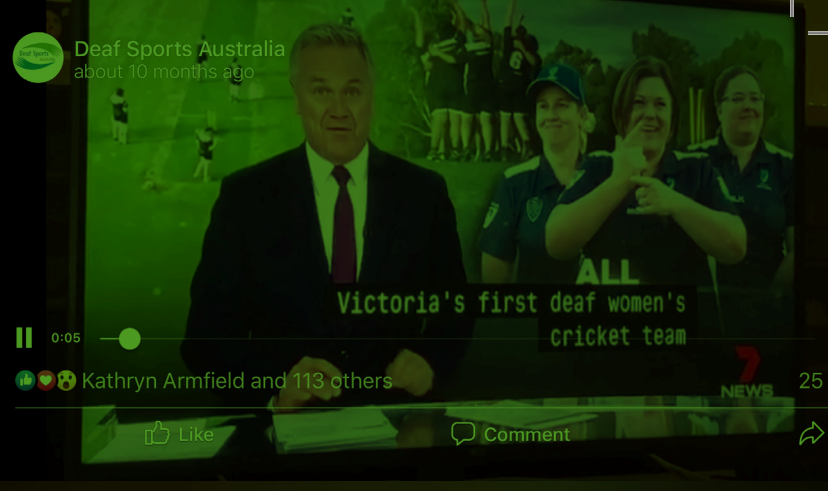 Deaf Sports Australia
about 10 months ago
6
ALL
Victoria's first deaf women's
cricket team
0:05
Kathryn Armfield and 113 others
25
7
NEWS
Like
Comment